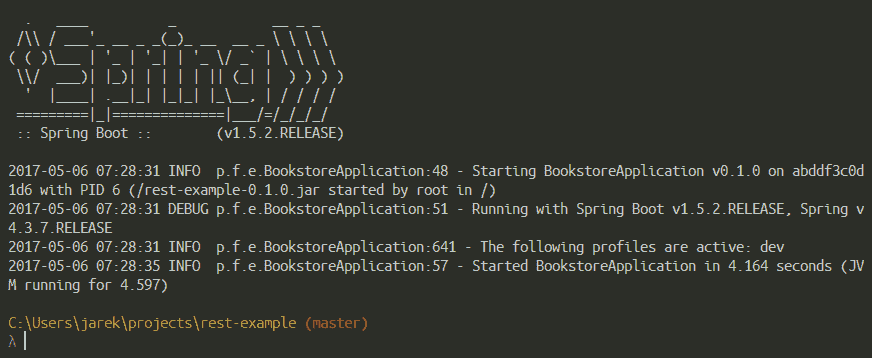 .   ____          _            __ _ _
 /\\ / ___'_ __ _ _(_)_ __  __ _ \ \ \ \
( ( )\___ | '_ | '_| | '_ \/ _` | \ \ \ \
 \\/  ___)| |_)| | | | | || (_| |  ) ) ) )
  '  |____| .__|_| |_|_| |_\__, | / / / /
 =========|_|==============|___/=/_/_/_/
 :: Spring Boot ::        (v1.5.2.RELEASE)
2017-05-06 07:28:31 INFO  p.f.e.BookstoreApplication:48 - Starting BookstoreApplication v0.1.0 on abddf3c0d
1d6 with PID 6 (/rest-example-0.1.0.jar started by root in /)
2017-05-06 07:28:31 DEBUG p.f.e.BookstoreApplication:51 - Running with Spring Boot v1.5.2.RELEASE, Spring v
4.3.7.RELEASE
2017-05-06 07:28:31 INFO  p.f.e.BookstoreApplication:641 - The following profiles are active: dev
2017-05-06 07:28:35 INFO  p.f.e.BookstoreApplication:57 - Started BookstoreApplication in 4.164 seconds (JV
M running for 4.597)
C:\Users\jarek\projects\rest-example (master)
λ